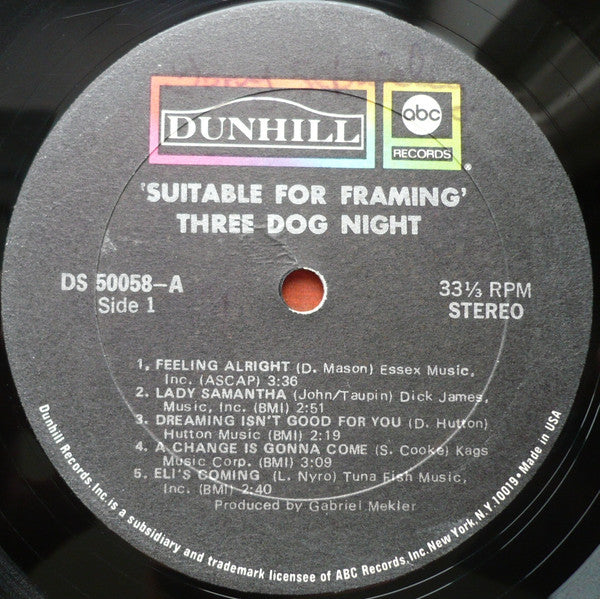 DUNHILL
abc
RECORDS
'SUITABLE FOR FRAMING'
THREE DOG NIGHT
DS 50058-A
Side 1
33⅓ RPM
STEREO
1. FEELING ALRIGHT (D. Mason) Essex Music,
Inc. (ASCAP) 3:36
2. LADY SAMANTHA (John/Taupin) Dick James,
Music, Inc. (BMI) 2:51
3. DREAMING ISN'T GOOD FOR YOU (D. Hutton)
Hutton Music (BMI) 2:19
4. A CHANGE IS GONNA COME (S. Cooke) Kags
Music Corp. (BMI) 3:09
5. ELI'S COMING (L. Nyro) Tuna Fish Music,
Inc. (BMI) 2:40
Produced by Gabriel Mekler
Dunhill Records, Inc. is a subsidiary and trademark licensee of ABC Records, Inc. New York, N.Y. 10019 • Made in USA